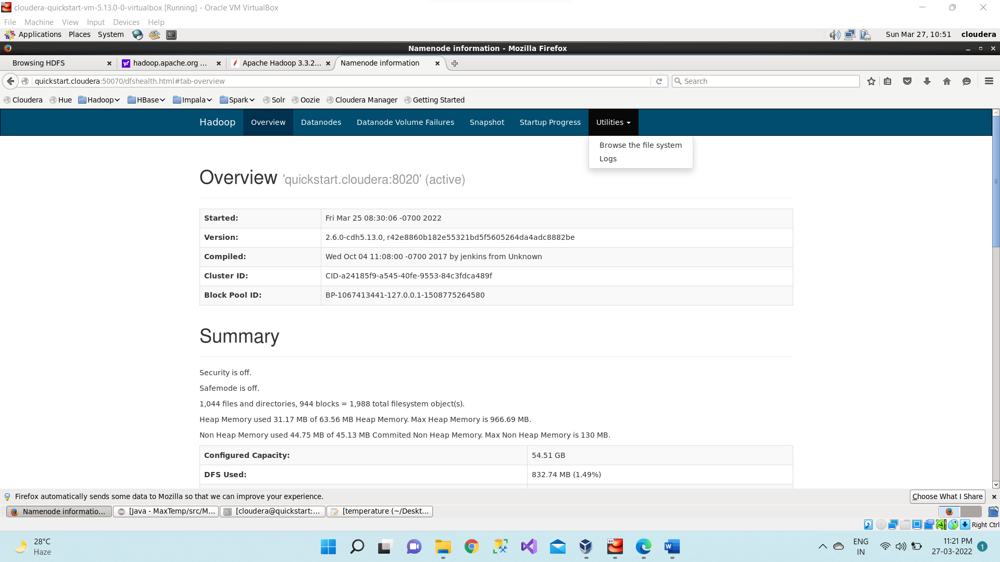 cloudera-quickstart-vm-5.13.0-0-virtualbox [Running] - Oracle VM VirtualBox
File Machine View Input Devices Help
Applications Places System Sun Mar 27, 10:51 cloudera
Namenode information - Mozilla Firefox
Browsing HDFS hadoop.apache.org ... Apache Hadoop 3.3.2... Namenode information
quickstart.cloudera:50070/dfshealth.html#tab-overview Search
Cloudera Hue Hadoop HBase Impala Spark Solr Oozie Cloudera Manager Getting Started
Hadoop Overview Datanodes Datanode Volume Failures Snapshot Startup Progress Utilities
Browse the file system
Logs
Overview 'quickstart.cloudera:8020' (active)
Started: Fri Mar 25 08:30:06 -0700 2022
Version: 2.6.0-cdh5.13.0, r42e8860b182e55321bd5f5605264da4adc8882be
Compiled: Wed Oct 04 11:08:00 -0700 2017 by jenkins from Unknown
Cluster ID: CID-a24185f9-a545-40fe-9553-84c3fdca489f
Block Pool ID: BP-1067413441-127.0.0.1-1508775264580
Summary
Security is off.
Safemode is off.
1,044 files and directories, 944 blocks = 1,988 total filesystem object(s).
Heap Memory used 31.17 MB of 63.56 MB Heap Memory. Max Heap Memory is 966.69 MB.
Non Heap Memory used 44.75 MB of 45.13 MB Commited Non Heap Memory. Max Non Heap Memory is 130 MB.
Configured Capacity: 54.51 GB
DFS Used: 832.74 MB (1.49%)
Firefox automatically sends some data to Mozilla so that we can improve your experience. Choose What I Share
Namenode informatio... [Java - MaxTemp/src/M... [cloudera@quickstart:... [temperature (~/Deskt...
Right Ctrl
28°C
Haze
64
ENG
IN
11:21 PM
27-03-2022
1